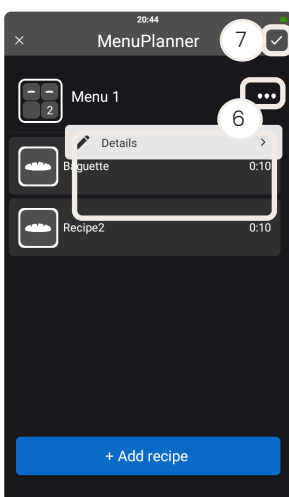 20:44
× MenuPlanner 7
2 Menu 1 •••
6
Details >
Baguette 0:10
Recipe2 0:10
+ Add recipe